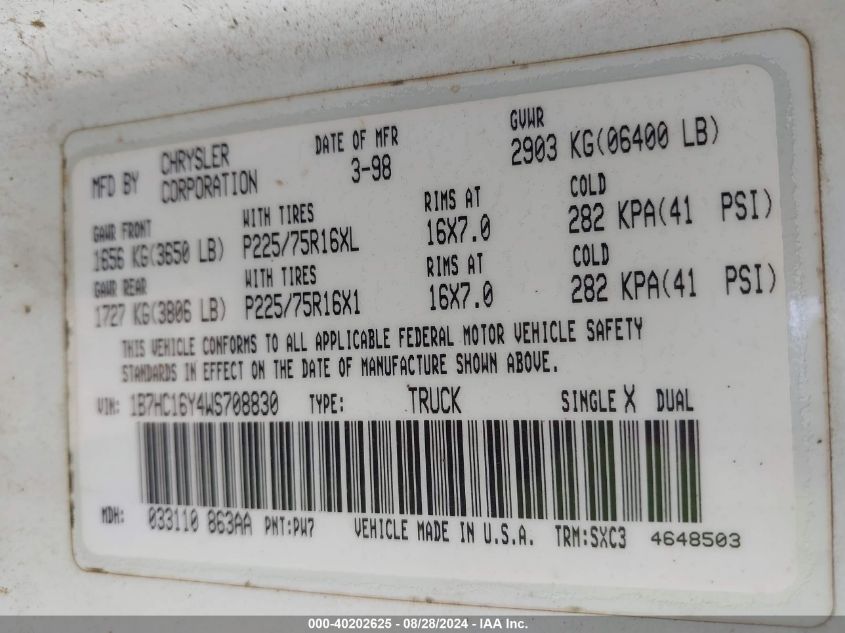 MFD BY CHRYSLER CORPORATION DATE OF MFR 3-98 GVWR 2903 KG(06400 LB)
GAWR FRONT WITH TIRES RIMS AT COLD
1656 KG(3650 LB) P225/75R16XL 16X7.0 282 KPA(41 PSI)
GAWR REAR WITH TIRES RIMS AT COLD
1727 KG(3806 LB) P225/75R16X1 16X7.0 282 KPA(41 PSI)
THIS VEHICLE CONFORMS TO ALL APPLICABLE FEDERAL MOTOR VEHICLE SAFETY
STANDARDS IN EFFECT ON THE DATE OF MANUFACTURE SHOWN ABOVE.
VIN: 1B7HC16Y4WS708830 TYPE: TRUCK SINGLE X DUAL
MDH: 033110 863AA PNT:PW7 VEHICLE MADE IN U.S.A. TRM:SXC3 4648503
000-40202625 - 08/28/2024 - IAA Inc.